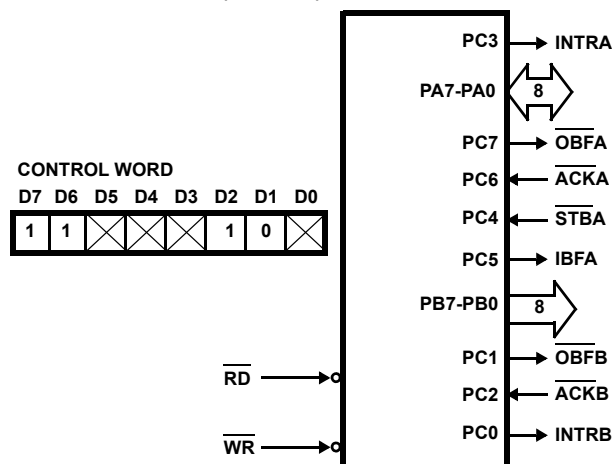 PC3
INTRA
PA7-PA0
8
PC7
OBFA
CONTROL WORD
PC6
ACKA
D7 D6 D5 D4 D3 D2 D1 D0
PC4
STBA
1 1 1 0
PC5
IBFA
PB7-PB0
8
PC1
OBFB
RD
PC2
ACKB
PC0
INTRB
WR